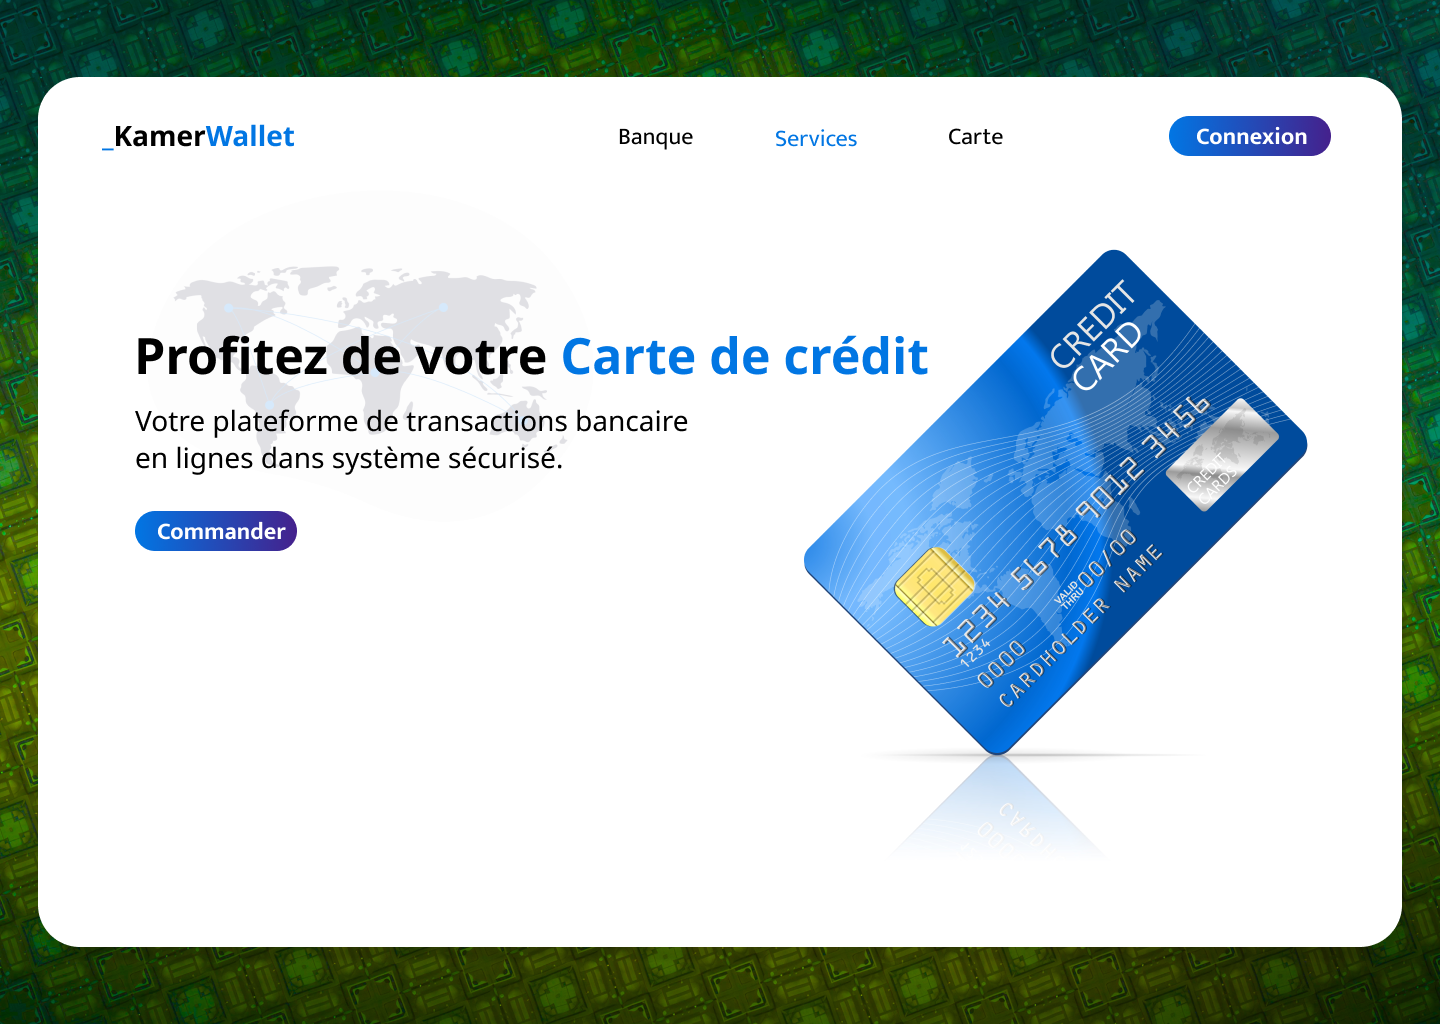 _KamerWallet
Banque
Services
Carte
Connexion
Profitez de votre Carte de crédit
Votre plateforme de transactions bancaire
en lignes dans système sécurisé.
Commander
CREDIT
CARD
1234 5678 9012 3456
1234
VALID
THRU
00/00
0000
CARDHOLDER NAME
CREDIT
CARDS